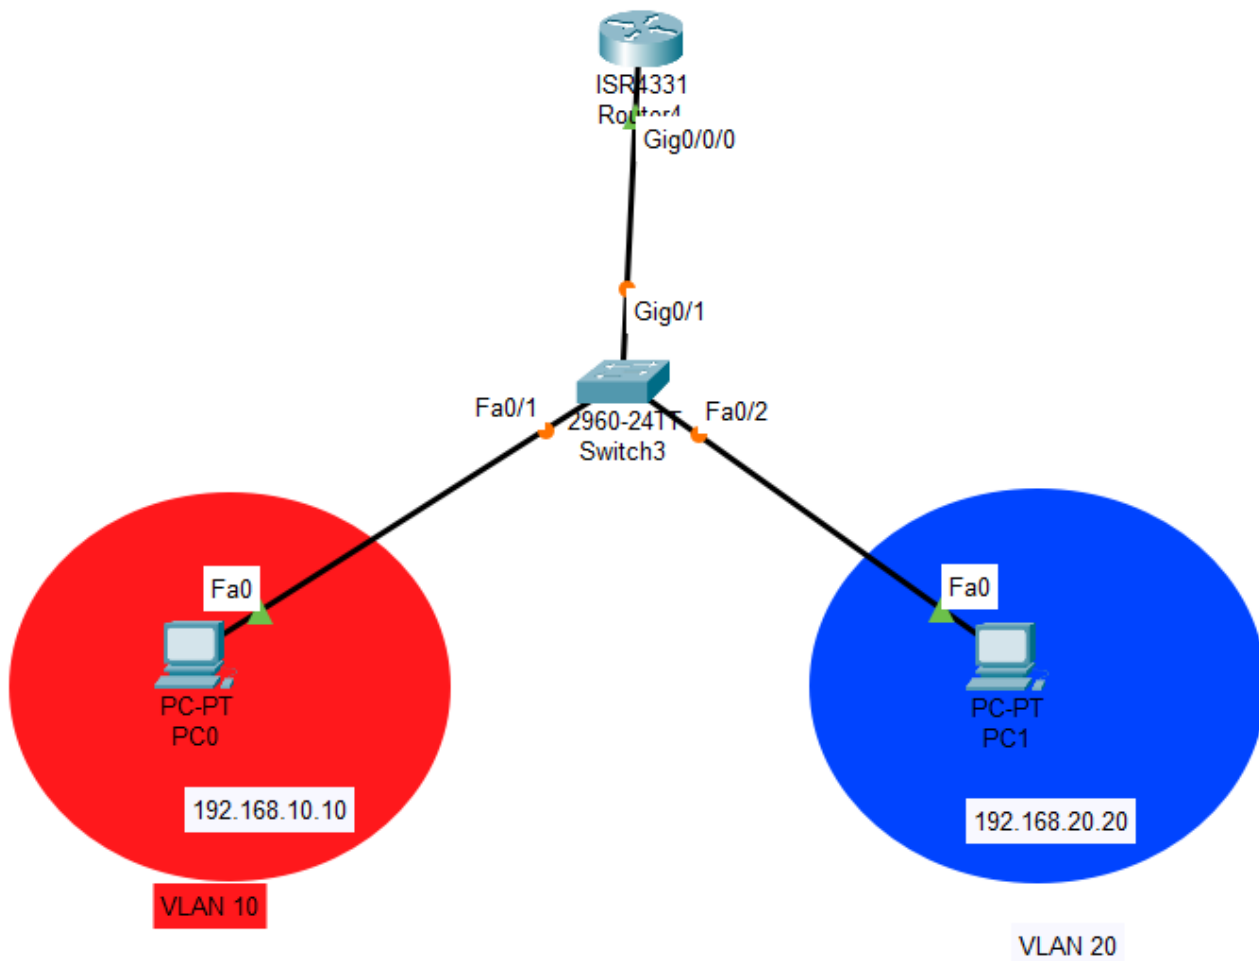 ISR4331
Router4
Gig0/0/0
Gig0/1
Fa0/1
Fa0/2
2960-24TT
Switch3
Fa0
Fa0
PC-PT
PC0
PC-PT
PC1
192.168.10.10
192.168.20.20
VLAN 10
VLAN 20